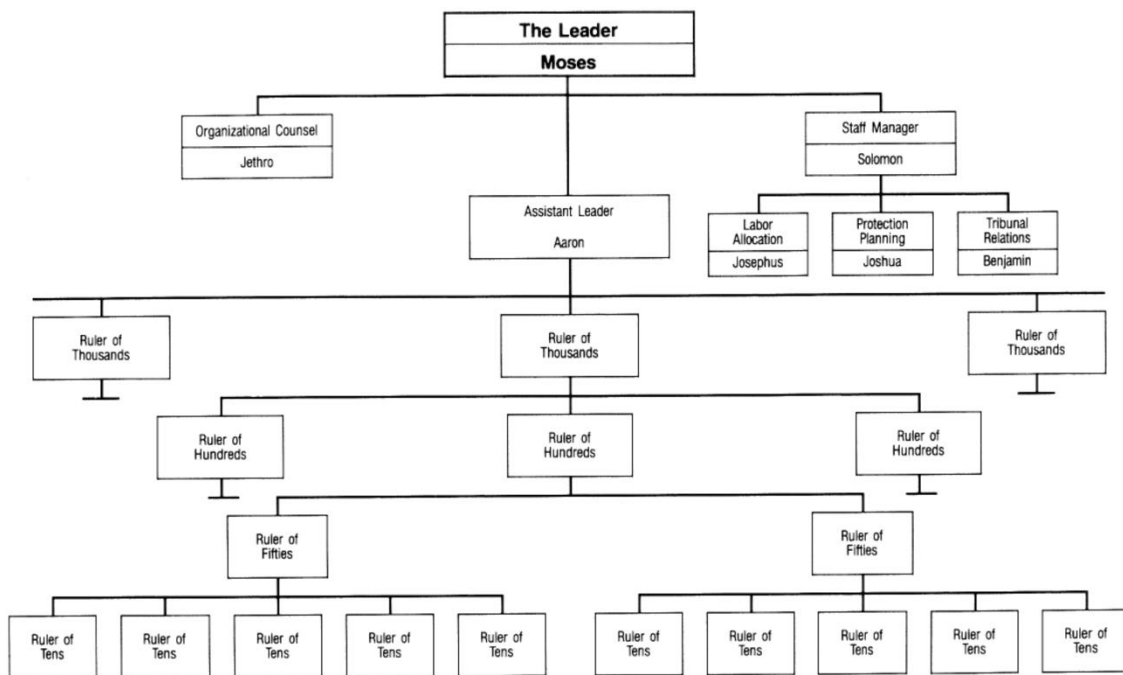 The Leader
Moses
Organizational Counsel
Jethro
Staff Manager
Solomon
Assistant Leader
Aaron
Labor
Allocation
Josephus
Protection
Planning
Joshua
Tribunal
Relations
Benjamin
Ruler of
Thousands
Ruler of
Thousands
Ruler of
Thousands
Ruler of
Hundreds
Ruler of
Hundreds
Ruler of
Hundreds
Ruler of
Fifties
Ruler of
Fifties
Ruler of
Tens
Ruler of
Tens
Ruler of
Tens
Ruler of
Tens
Ruler of
Tens
Ruler of
Tens
Ruler of
Tens
Ruler of
Tens
Ruler of
Tens
Ruler of
Tens